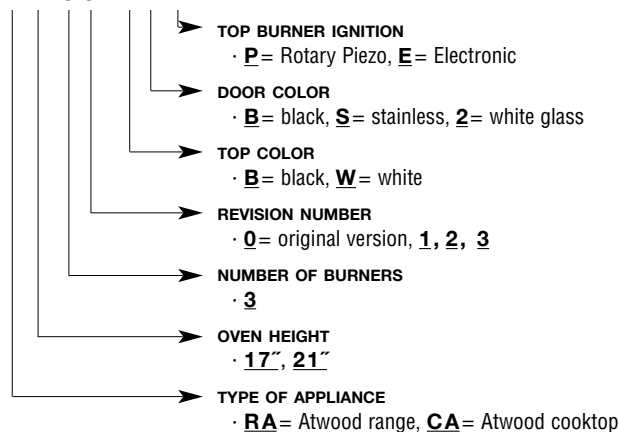 TOP BURNER IGNITION
· P= Rotary Piezo, E= Electronic
DOOR COLOR
· B= black, S= stainless, 2= white glass
TOP COLOR
· B= black, W= white
REVISION NUMBER
· 0= original version, 1, 2, 3
NUMBER OF BURNERS
· 3
OVEN HEIGHT
· 17˝, 21˝
TYPE OF APPLIANCE
· RA= Atwood range, CA= Atwood cooktop